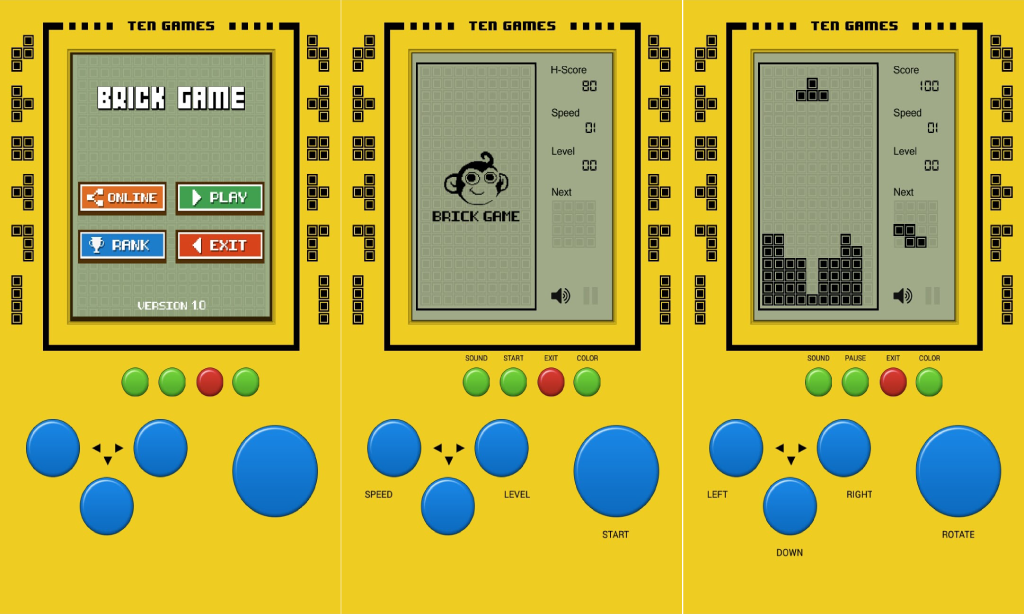 TEN GAMES
BRICK GAME
ONLINE
PLAY
RANK
EXIT
VERSION 1.0
TEN GAMES
H-Score
80
Speed
01
Level
00
Next
BRICK GAME
SOUND START EXIT COLOR
SPEED
LEVEL
START
TEN GAMES
Score
100
Speed
01
Level
00
Next
SOUND PAUSE EXIT COLOR
LEFT
RIGHT
ROTATE
DOWN